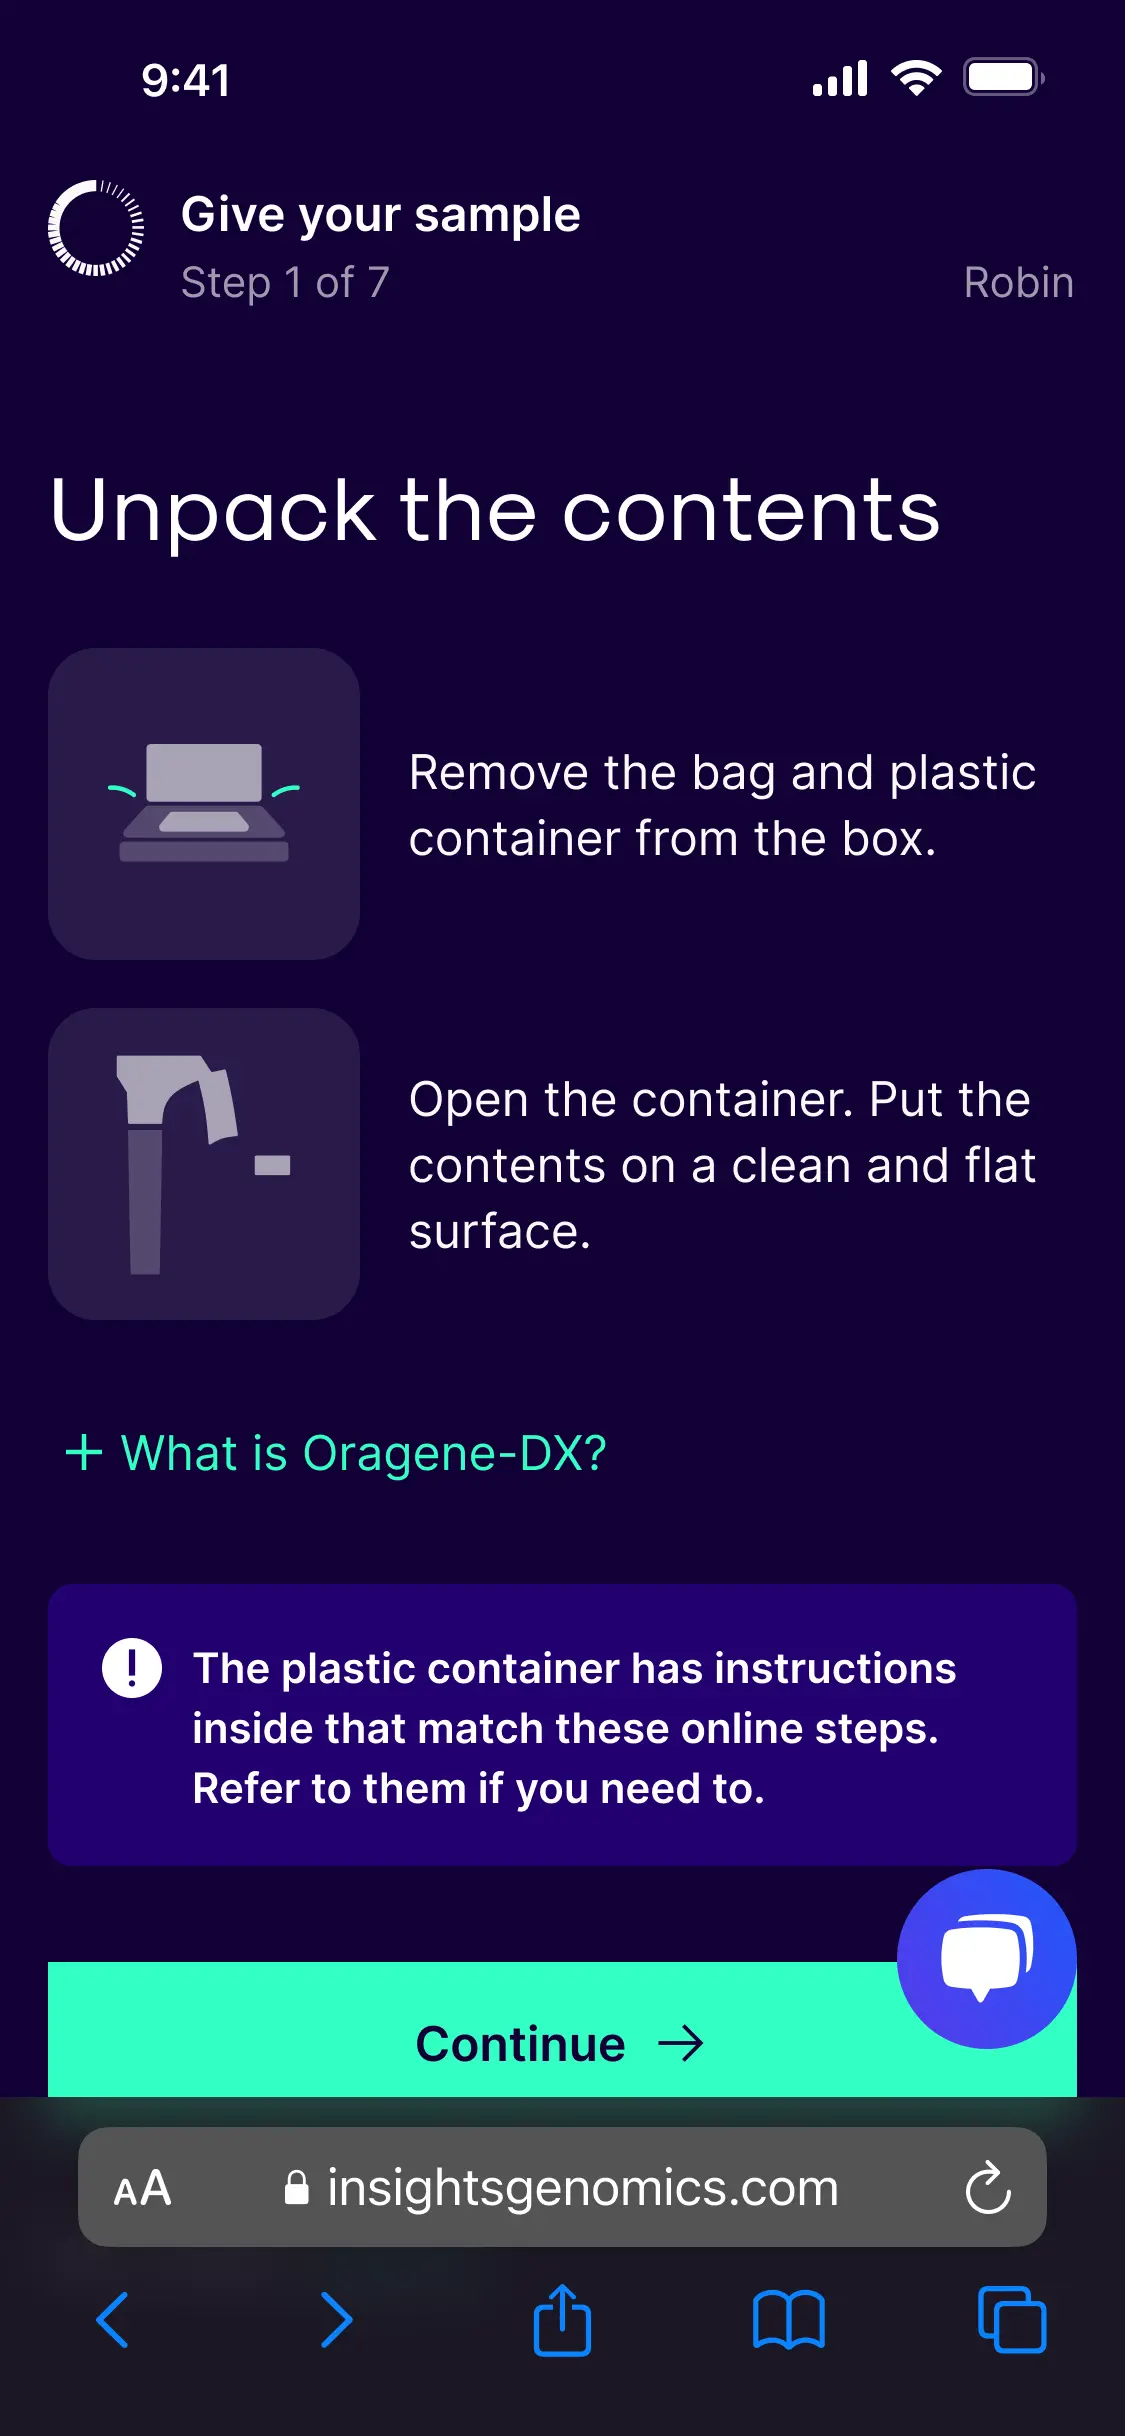 9:41
Give your sample
Step 1 of 7
Robin
Unpack the contents
Remove the bag and plastic
container from the box.
Open the container. Put the
contents on a clean and flat
surface.
+ What is Oragene-DX?
! The plastic container has instructions
inside that match these online steps.
Refer to them if you need to.
Continue →
AA insightsgenomics.com